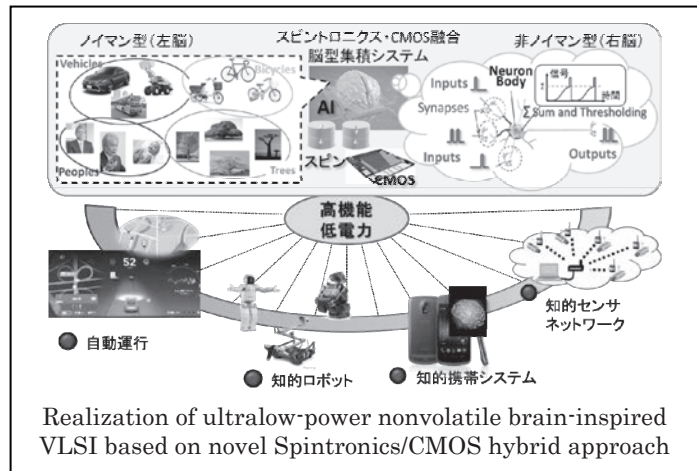 ノイマン型(左脳)
スピントロニクス・CMOS融合
脳型集積システム
非ノイマン型(右脳)
Vehicles
Bicycles
Peoples
Trees
AI
スピン
CMOS
Inputs
Synapses
Inputs
Neuron
Body
信号
時間
ΣSum and Thresholding
Outputs
高機能
低電力
52
自動運行
知的ロボット
知的携帯システム
知的センサ
ネットワーク
Realization of ultralow-power nonvolatile brain-inspired
VLSI based on novel Spintronics/CMOS hybrid approach